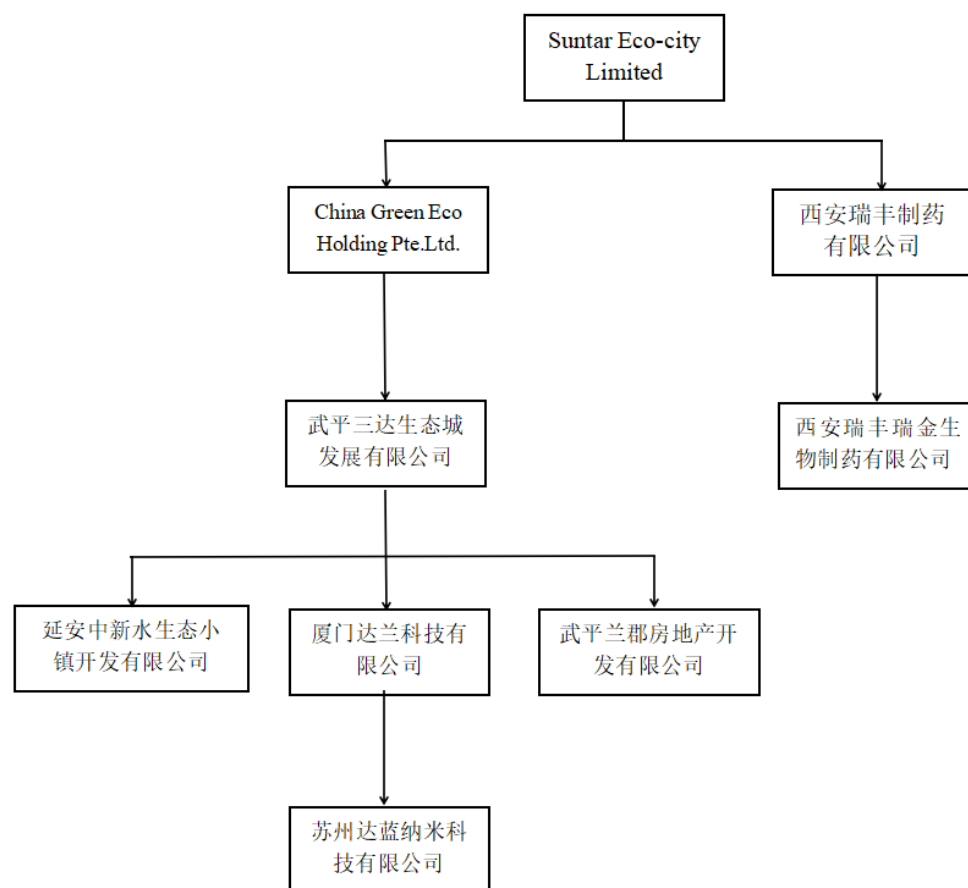 Suntar Eco-city
Limited
China Green Eco
Holding Pte.Ltd.
西安瑞丰制药
有限公司
武平三达生态城
发展有限公司
西安瑞丰瑞金生
物制药有限公司
延安中新水生态小
镇开发有限公司
厦门达兰科技有
限公司
武平兰郡房地产开
发有限公司
苏州达蓝纳米科
技有限公司